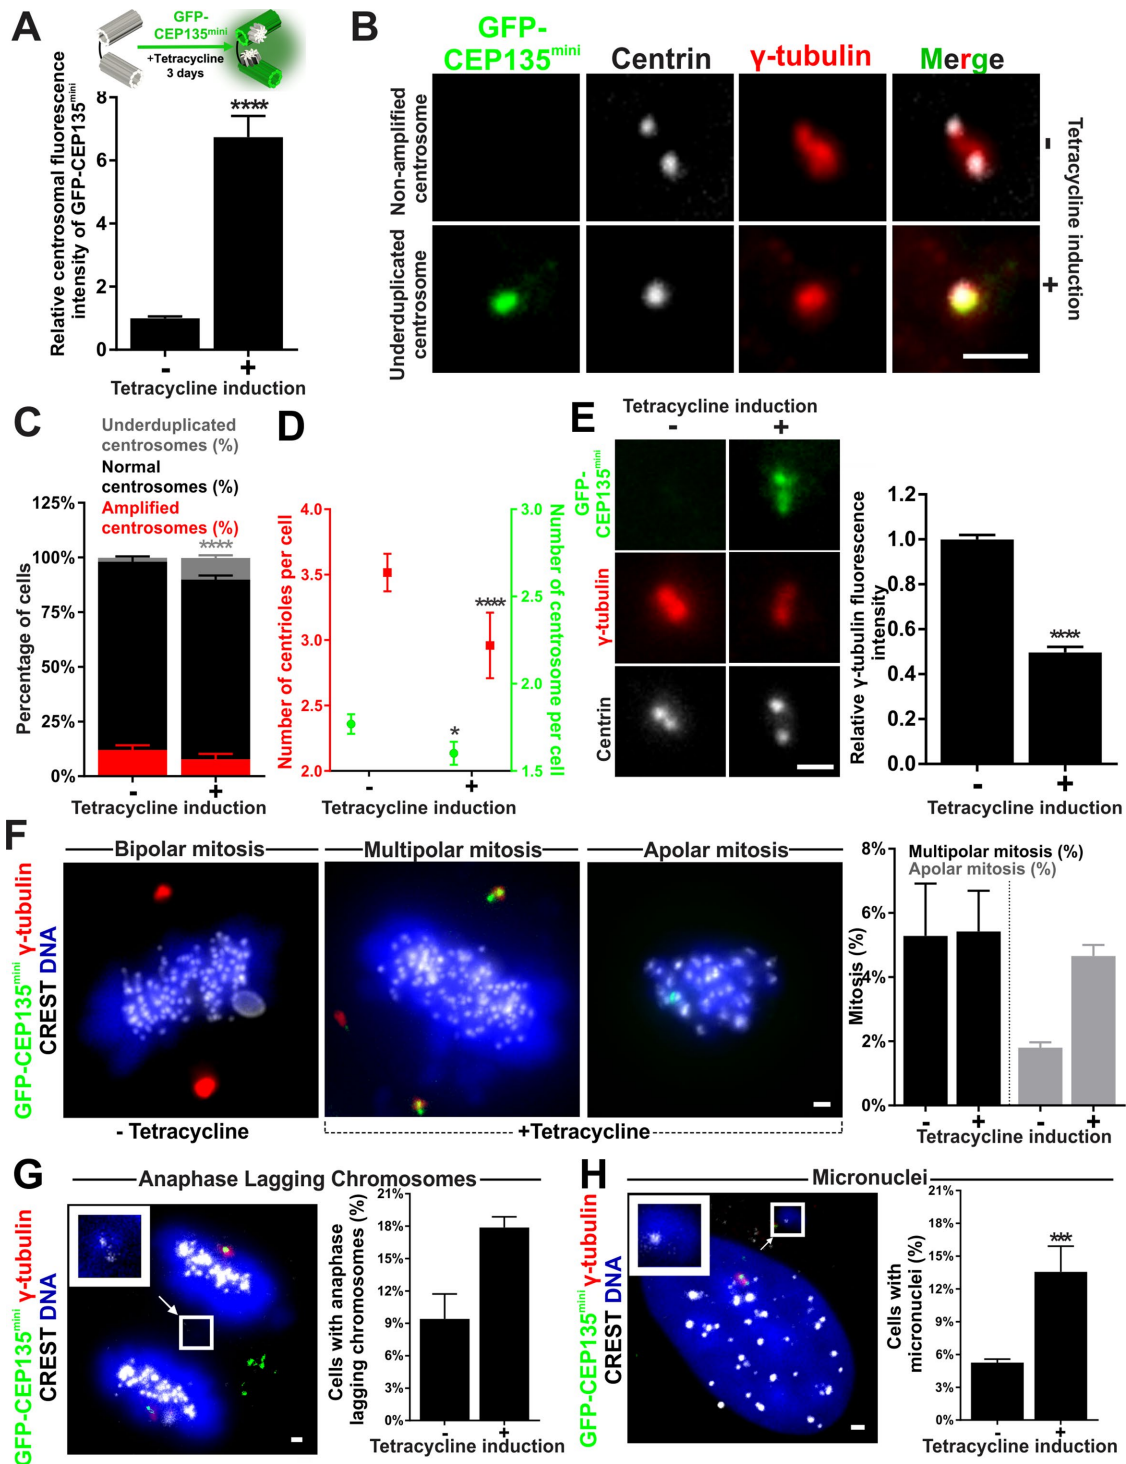 A
GFP-
CEP135mini
+Tetracycline
3 days
Relative centrosomal fluorescence
intensity of GFP-CEP135mini
8
6
4
2
0
****
- +
Tetracycline induction
B
GFP-
CEP135mini
Centrin
γ-tubulin
Merge
Non-amplified
centrosome
Underduplicated
centrosome
-
+
Tetracycline induction
C
Underduplicated
centrosomes (%)
Normal
centrosomes (%)
Amplified
centrosomes (%)
****
Percentage of cells
125%
100%
75%
50%
25%
0%
- +
Tetracycline induction
D
Number of centrioles per cell
4.0
3.5
3.0
2.5
2.0
****
*
3.0
2.5
2.0
1.5
Number of centrosome per cell
- +
Tetracycline induction
E
Tetracycline induction
- +
GFP-
CEP135mini
γ-tubulin
Centrin
Relative γ-tubulin fluorescence
intensity
1.2
1.0
0.8
0.6
0.4
0.2
0.0
****
- +
Tetracycline induction
F
Bipolar mitosis
Multipolar mitosis
Apolar mitosis
GFP-CEP135mini γ-tubulin
CREST DNA
- Tetracycline
+Tetracycline
Multipolar mitosis (%)
Apolar mitosis (%)
Mitosis (%)
8%
6%
4%
2%
0%
- + - +
Tetracycline induction
G
Anaphase Lagging Chromosomes
GFP-CEP135mini γ-tubulin
CREST DNA
Cells with anaphase
lagging chromosomes (%)
21%
18%
15%
12%
9%
6%
3%
0%
- +
Tetracycline induction
H
Micronuclei
GFP-CEP135mini γ-tubulin
CREST DNA
Cells with
micronuclei (%)
21%
18%
15%
12%
9%
6%
3%
0%
***
- +
Tetracycline induction